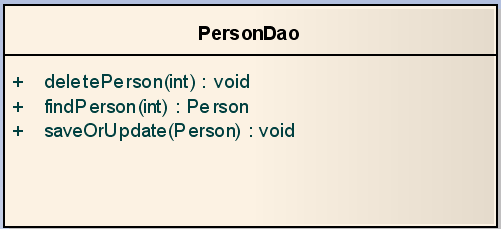 PersonDao
+ deletePerson(int) : void
+ findPerson(int) : Person
+ saveOrUpdate(Person) : void